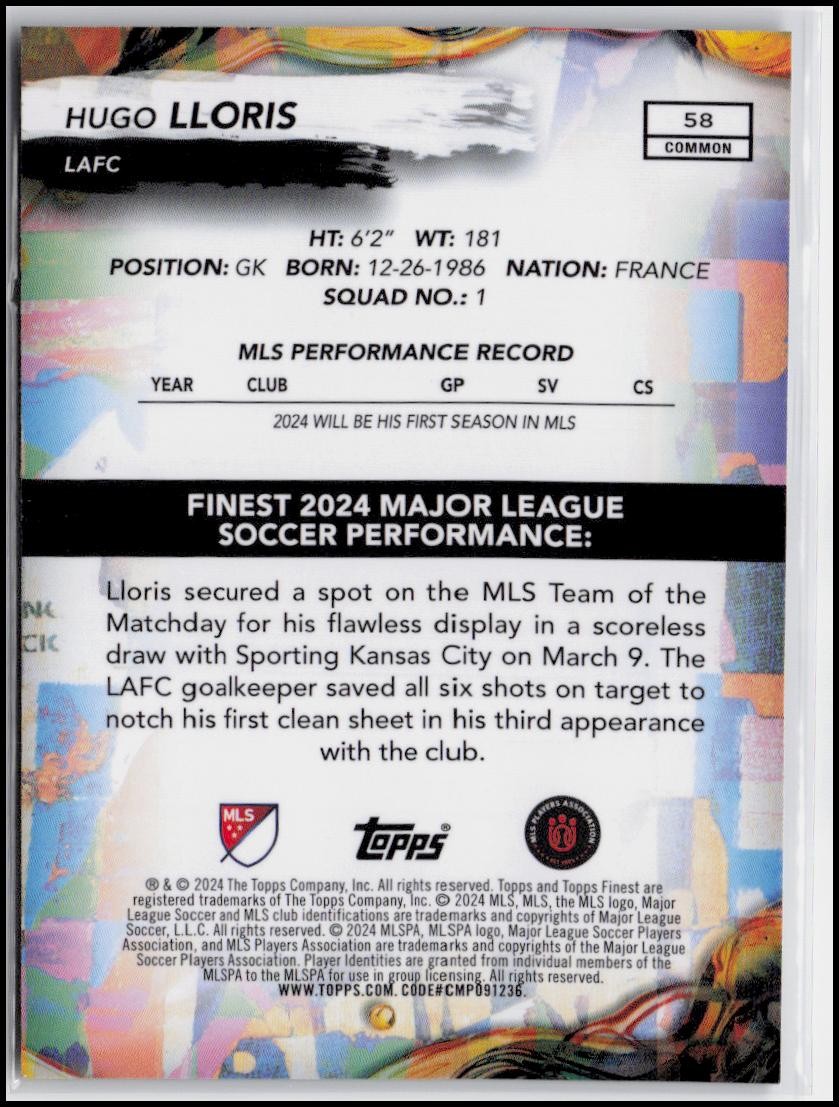 HUGO LLORIS
LAFC
58
COMMON
HT: 6'2" WT: 181
POSITION: GK BORN: 12-26-1986 NATION: FRANCE
SQUAD NO.: 1
MLS PERFORMANCE RECORD
YEAR CLUB GP SV CS
2024 WILL BE HIS FIRST SEASON IN MLS
FINEST 2024 MAJOR LEAGUE
SOCCER PERFORMANCE:
Lloris secured a spot on the MLS Team of the
Matchday for his flawless display in a scoreless
draw with Sporting Kansas City on March 9. The
LAFC goalkeeper saved all six shots on target to
notch his first clean sheet in his third appearance
with the club.
MLS
Topps®
MLS PLAYERS ASSOCIATION
® & © 2024 The Topps Company, Inc. All rights reserved. Topps and Topps Finest are
registered trademarks of The Topps Company, Inc. © 2024 MLS, MLS, the MLS logo, Major
League Soccer and MLS club identifications are trademarks and copyrights of Major League
Soccer, L.L.C. All rights reserved. © 2024 MLSPA, MLSPA logo, Major League Soccer Players
Association, and MLS Players Association are trademarks and copyrights of the Major League
Soccer Players Association. Player Identities are granted from individual members of the
MLSPA to the MLSPA for use in group licensing. All rights reserved.
WWW.TOPPS.COM. CODE#CMP091236.